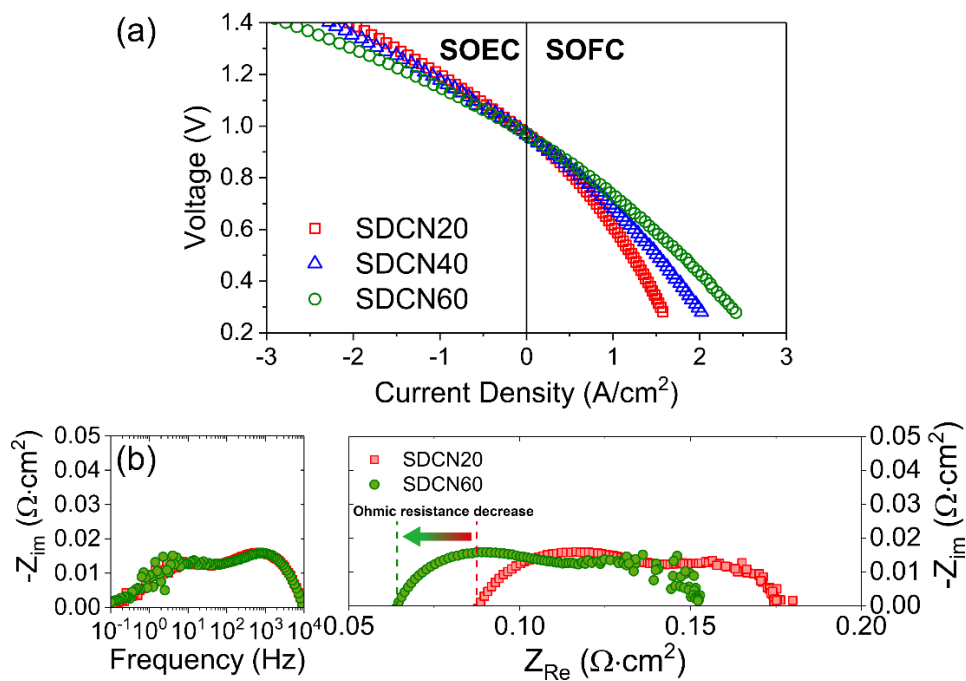 (a)
SOEC
SOFC
1.4
1.2
1.0
0.8
0.6
0.4
0.2
Voltage (V)
SDCN20
SDCN40
SDCN60
-3 -2 -1 0 1 2 3
Current Density (A/cm²)
(b)
0.05
0.04
0.03
0.02
0.01
0.00
-Z_im (Ω·cm²)
10⁻¹ 10⁰ 10¹ 10² 10³ 10⁴
Frequency (Hz)
SDCN20
SDCN60
Ohmic resistance decrease
0.05 0.10 0.15 0.20
Z_Re (Ω·cm²)
0.05
0.04
0.03
0.02
0.01
0.00
-Z_im (Ω·cm²)